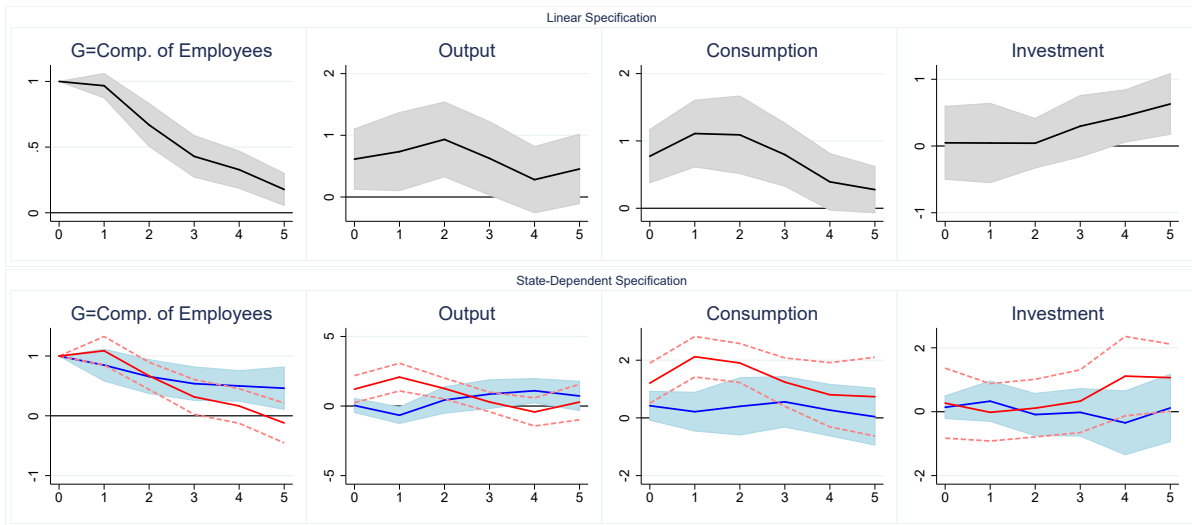 Linear Specification
G=Comp. of Employees
Output
Consumption
Investment
1
.5
0
0 1 2 3 4 5
2
1
0
0 1 2 3 4 5
2
1
0
0 1 2 3 4 5
1
0
-1
0 1 2 3 4 5
State-Dependent Specification
G=Comp. of Employees
Output
Consumption
Investment
1
0
-1
0 1 2 3 4 5
5
0
-5
0 1 2 3 4 5
2
0
-2
0 1 2 3 4 5
2
0
-2
0 1 2 3 4 5